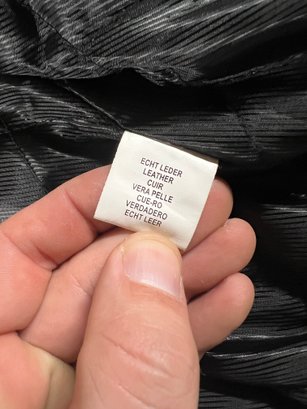 ECHT LEDER
LEATHER
CUIR
VERA PELLE
CUE-RO
VERDADERO
ECHT LEER